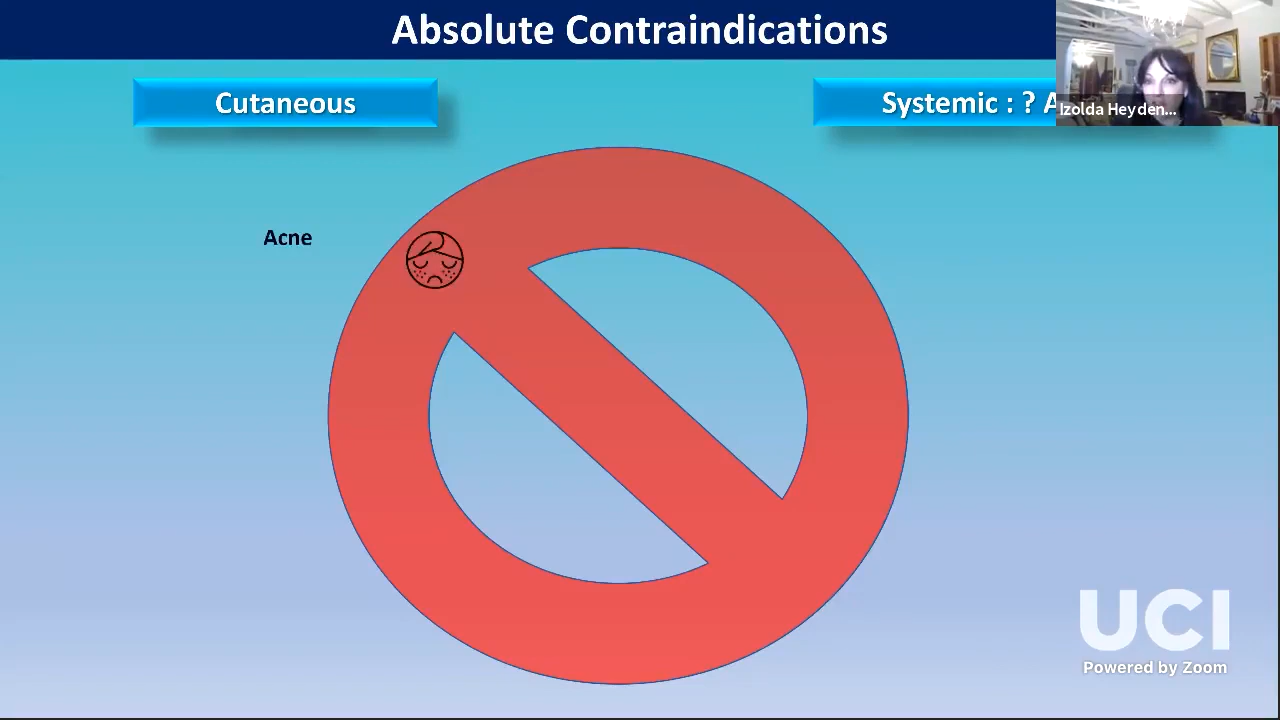 Absolute Contraindications
Cutaneous
Systemic : ?
Izolda Heyden...
Acne
UCI
Powered by Zoom